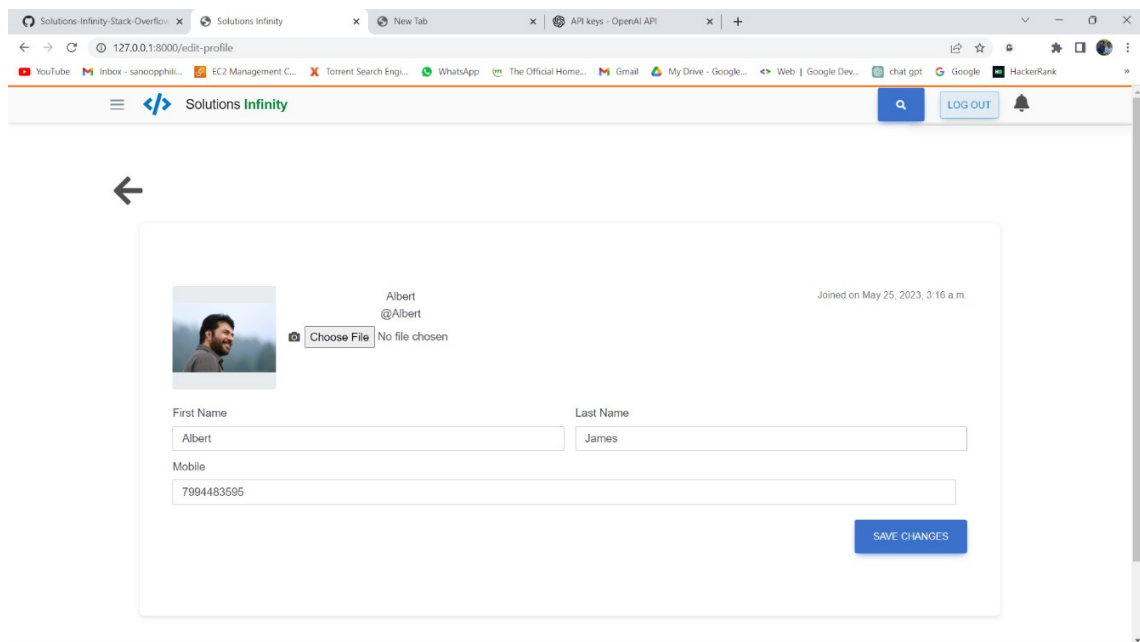 Solutions-Infinity-Stack-Overflow
Solutions Infinity
New Tab
API keys - OpenAI API
127.0.0.1:8000/edit-profile
YouTube
Inbox - sanoopphili...
EC2 Management C...
Torrent Search Engi...
WhatsApp
The Official Home...
Gmail
My Drive - Google...
Web | Google Dev...
chat gpt
Google
HackerRank
»
</> Solutions Infinity
LOG OUT
Albert
@Albert
Joined on May 25, 2023, 3:16 a.m.
Choose File No file chosen
First Name
Last Name
Albert
James
Mobile
7994483595
SAVE CHANGES